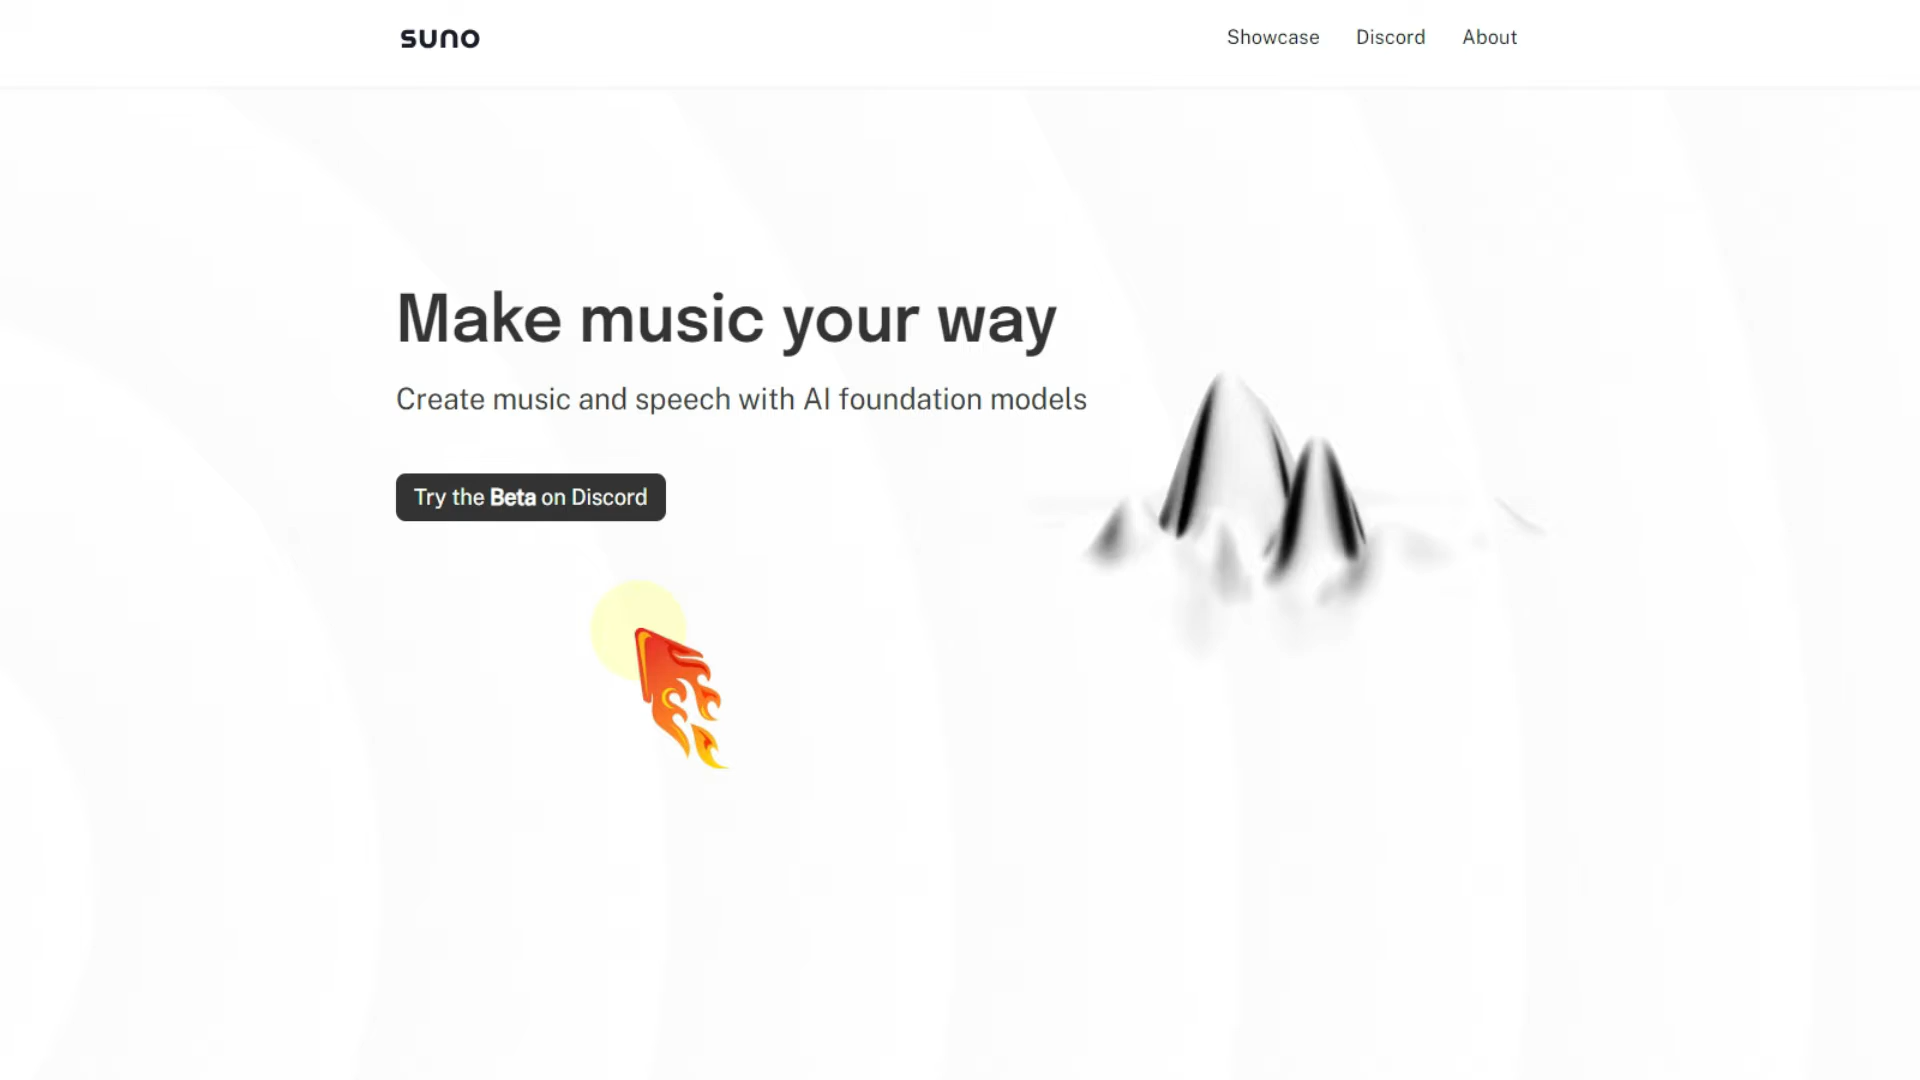 suno
Showcase
Discord
About
Make music your way
Create music and speech with AI foundation models
Try the Beta on Discord